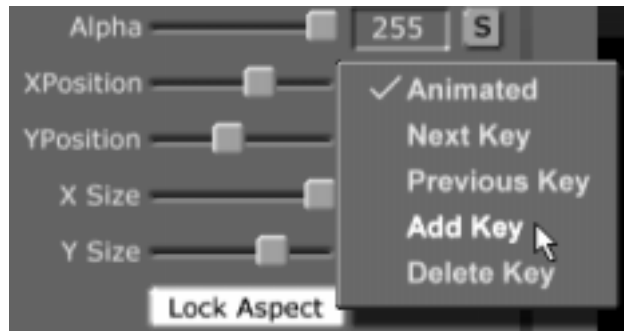 Alpha 255 S
XPosition
YPosition
X Size
Y Size
Lock Aspect
Animated
Next Key
Previous Key
Add Key
Delete Key